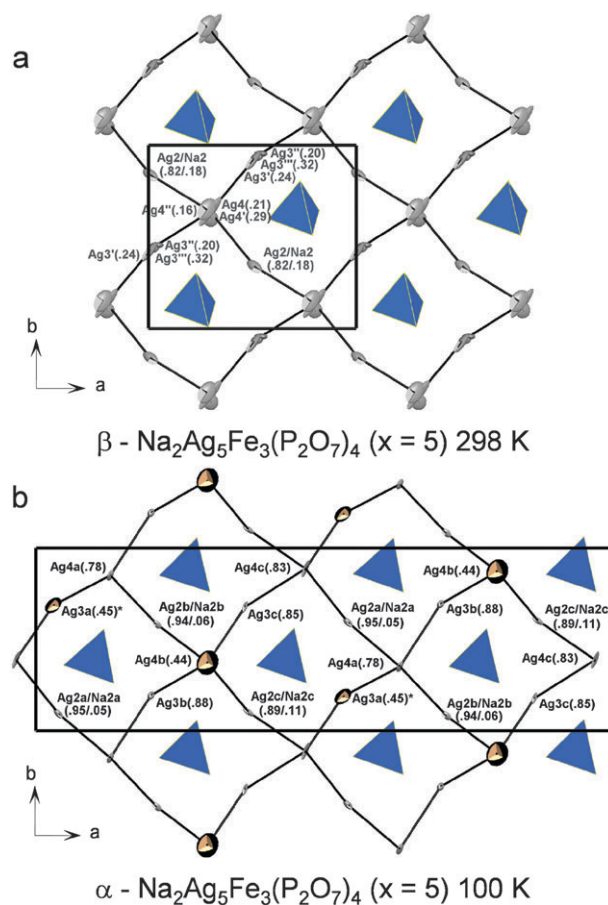 a
Ag2/Na2
(.82/.18)
Ag3''(.20)
Ag3'''(.32)
Ag3'(.24)
Ag4''(.16)
Ag4(.21)
Ag4'(.29)
Ag3'(.24)
Ag3''(.20)
Ag3'''(.32)
Ag2/Na2
(.82/.18)
b
a
β - Na₂Ag₅Fe₃(P₂O₇)₄ (x = 5) 298 K
b
Ag4a(.78)
Ag4c(.83)
Ag4b(.44)
Ag3a(.45)*
Ag2b/Na2b
(.94/.06)
Ag3c(.85)
Ag2a/Na2a
(.95/.05)
Ag3b(.88)
Ag2c/Na2c
(.89/.11)
Ag4b(.44)
Ag4a(.78)
Ag4c(.83)
Ag2a/Na2a
(.95/.05)
Ag3b(.88)
Ag2c/Na2c
(.89/.11)
Ag3a(.45)*
Ag2b/Na2b
(.94/.06)
Ag3c(.85)
b
a
α - Na₂Ag₅Fe₃(P₂O₇)₄ (x = 5) 100 K